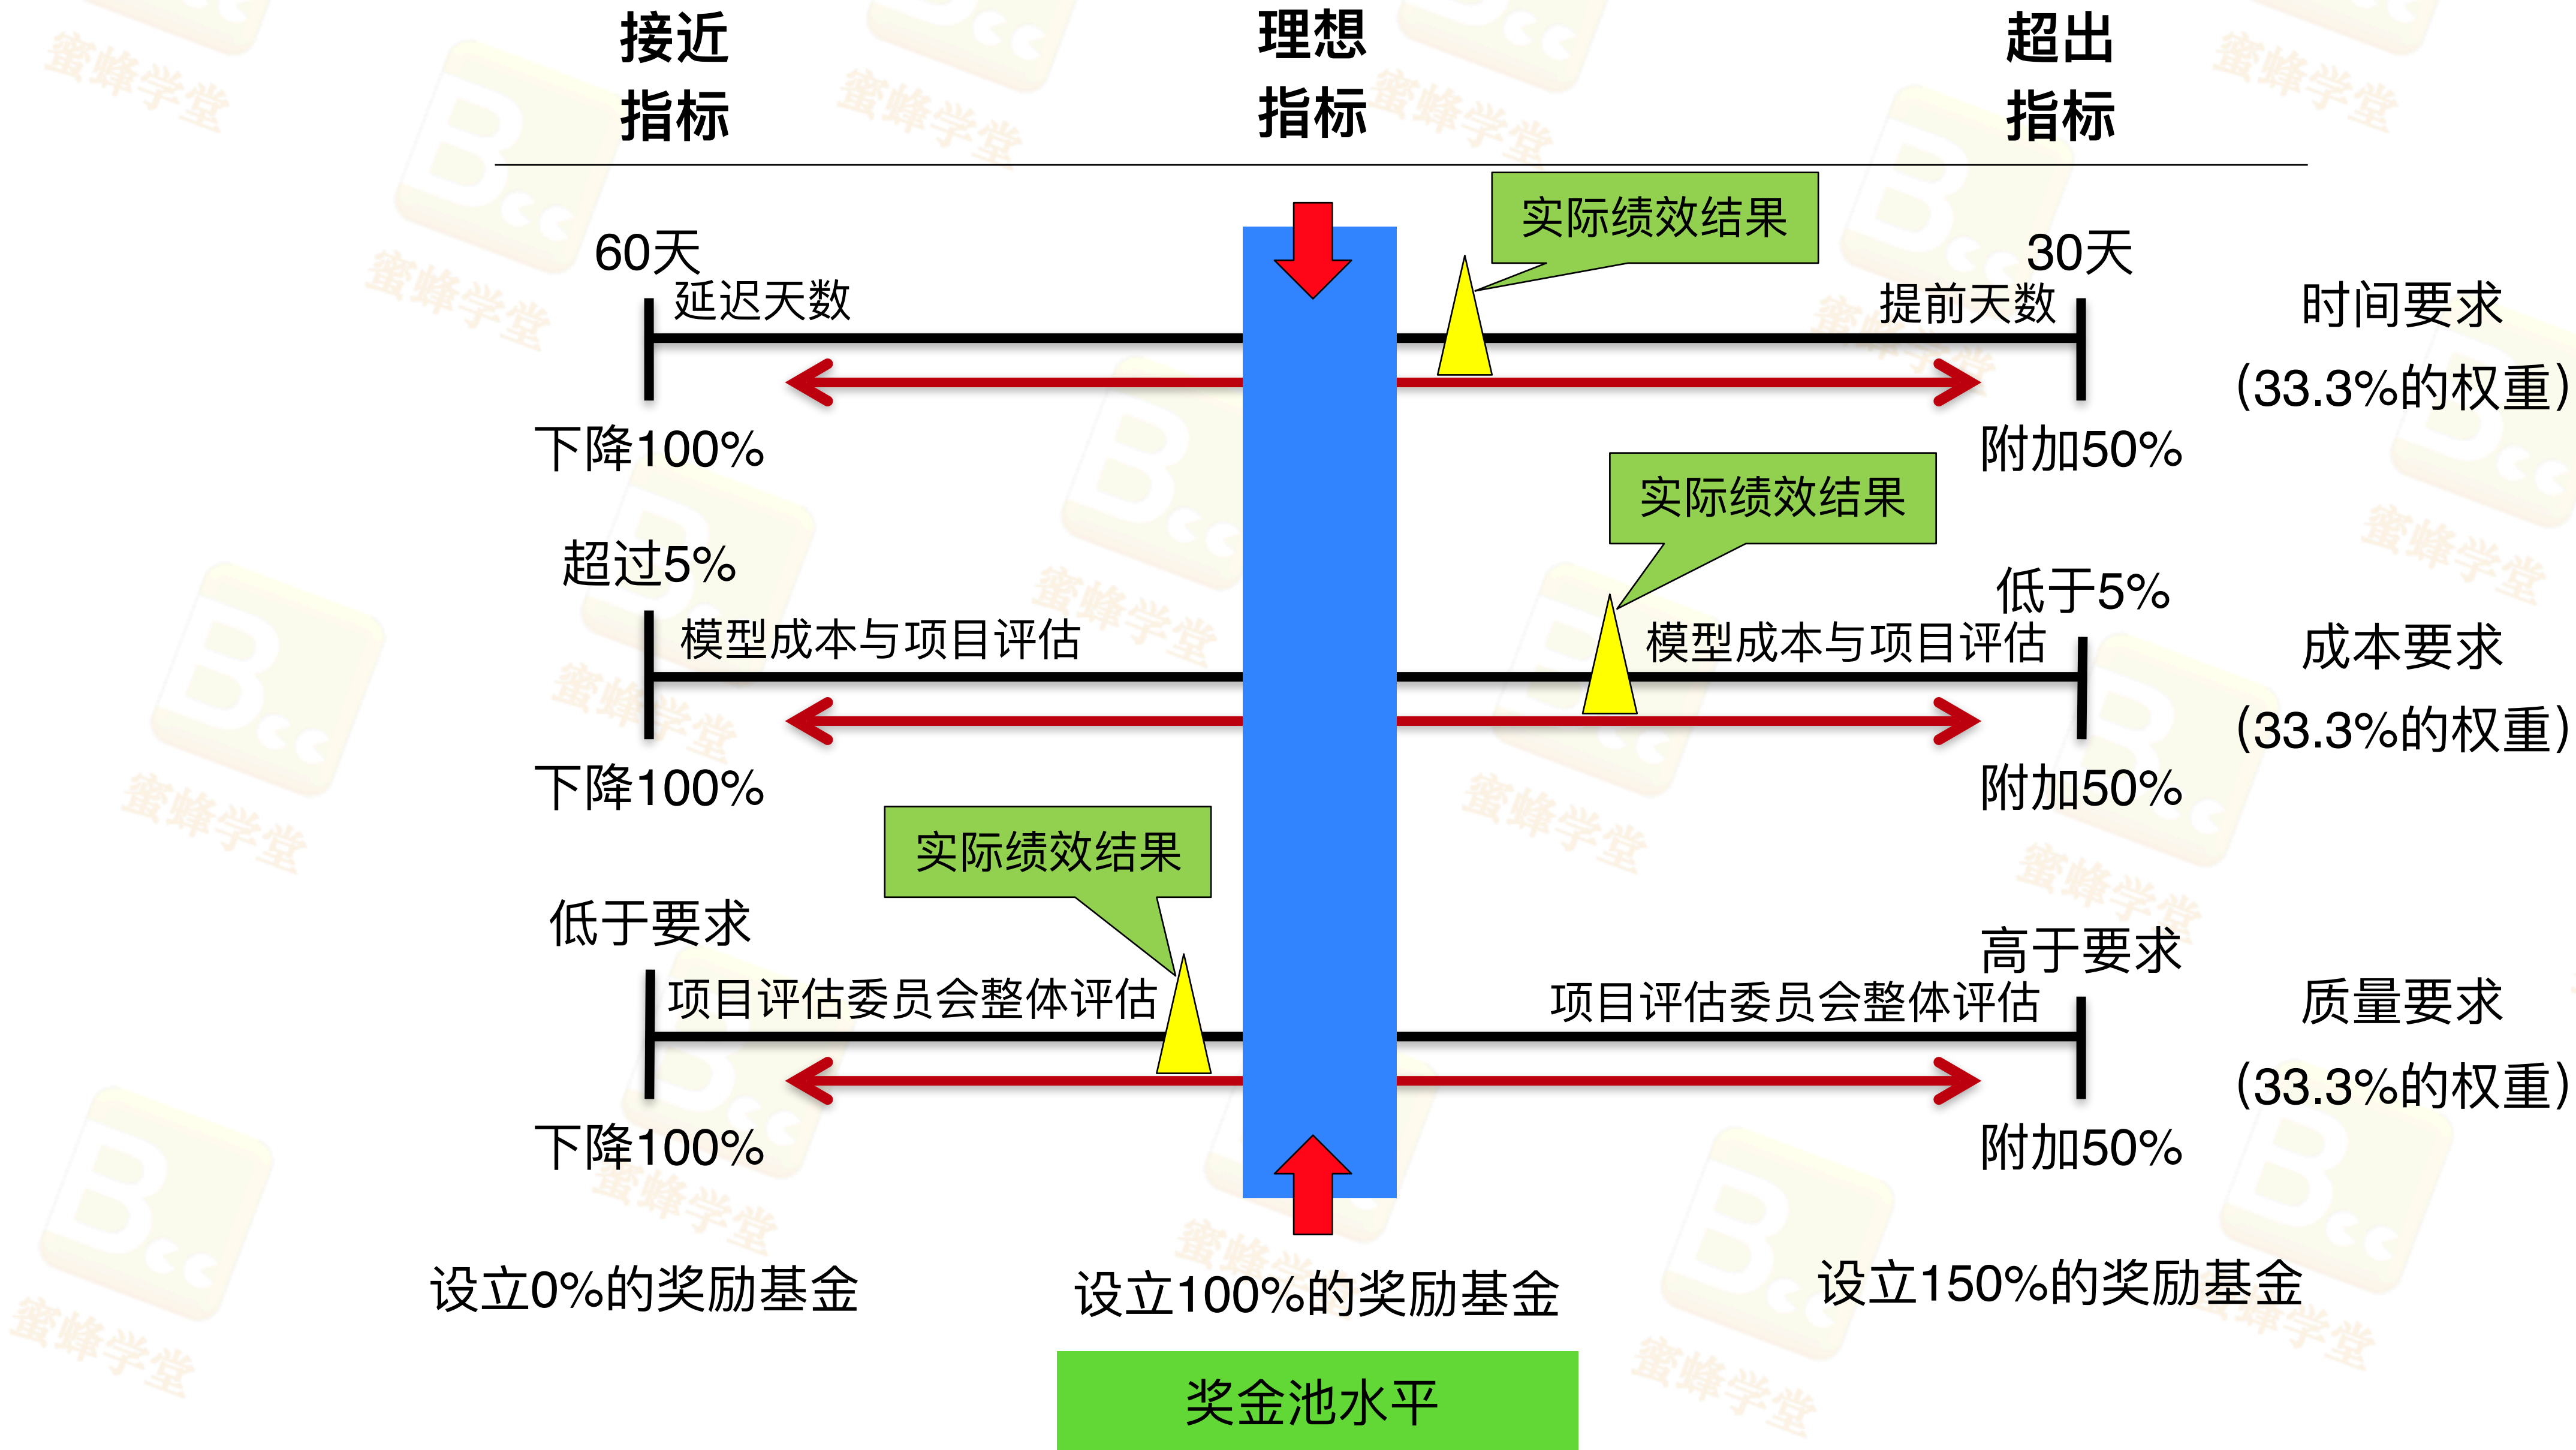 接近
指标
理想
指标
超出
指标
实际绩效结果
60天
延迟天数
30天
提前天数
时间要求
(33.3%的权重)
下降100%
附加50%
实际绩效结果
超过5%
模型成本与项目评估
低于5%
模型成本与项目评估
成本要求
(33.3%的权重)
下降100%
附加50%
实际绩效结果
低于要求
项目评估委员会整体评估
高于要求
项目评估委员会整体评估
质量要求
(33.3%的权重)
下降100%
附加50%
设立0%的奖励基金
设立100%的奖励基金
设立150%的奖励基金
奖金池水平
蜜蜂学堂